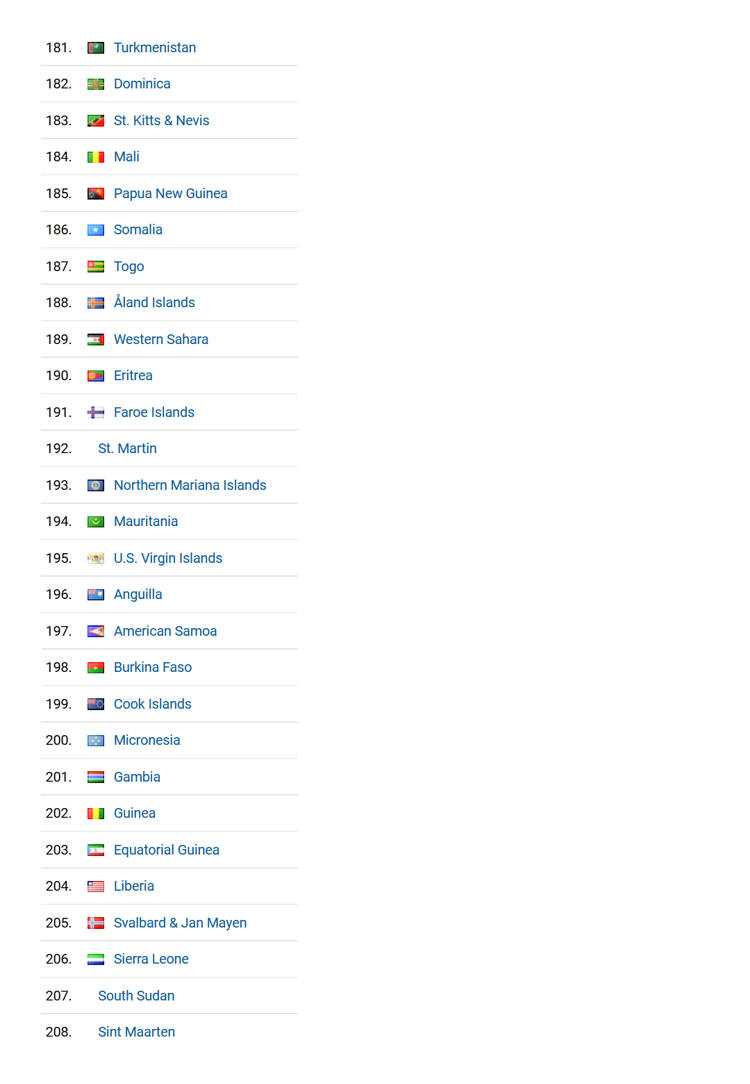 181. Turkmenistan
182. Dominica
183. St. Kitts & Nevis
184. Mali
185. Papua New Guinea
186. Somalia
187. Togo
188. Åland Islands
189. Western Sahara
190. Eritrea
191. Faroe Islands
192. St. Martin
193. Northern Mariana Islands
194. Mauritania
195. U.S. Virgin Islands
196. Anguilla
197. American Samoa
198. Burkina Faso
199. Cook Islands
200. Micronesia
201. Gambia
202. Guinea
203. Equatorial Guinea
204. Liberia
205. Svalbard & Jan Mayen
206. Sierra Leone
207. South Sudan
208. Sint Maarten